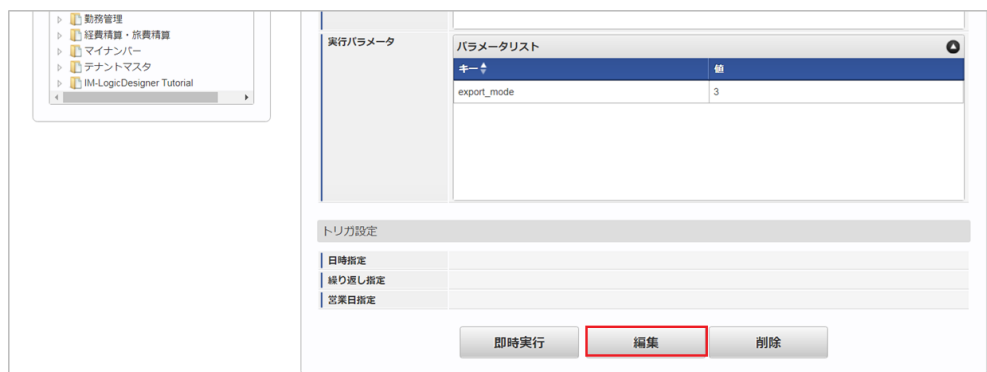 勤務管理
経費精算・旅費精算
マイナンバー
テナントマスタ
IM-LogicDesigner Tutorial
実行パラメータ
パラメータリスト
キー 値
export_mode 3
トリガ設定
日時指定
繰り返し指定
営業日指定
即時実行 編集 削除